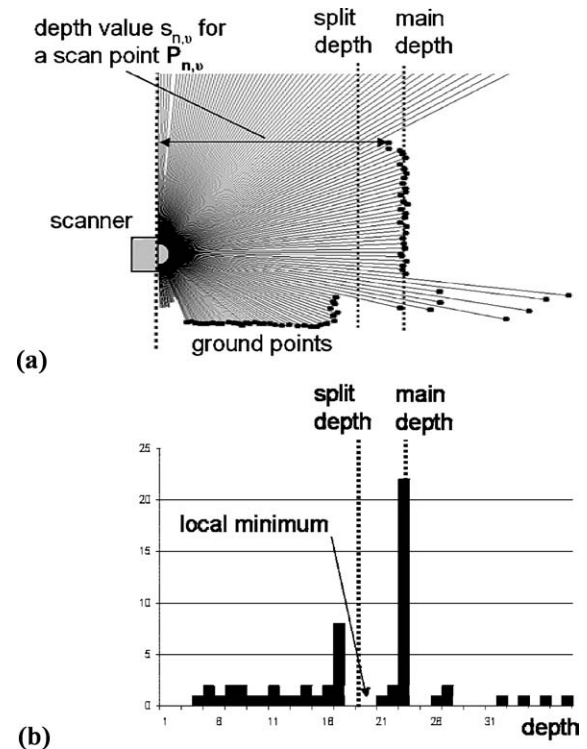 split main
depth depth
depth value s_{n,υ} for
a scan point P_{n,υ}
scanner
ground points
(a)
split main
depth depth
25
20
15
10
5
0
local minimum
1 6 11 16 21 26 31 depth
(b)